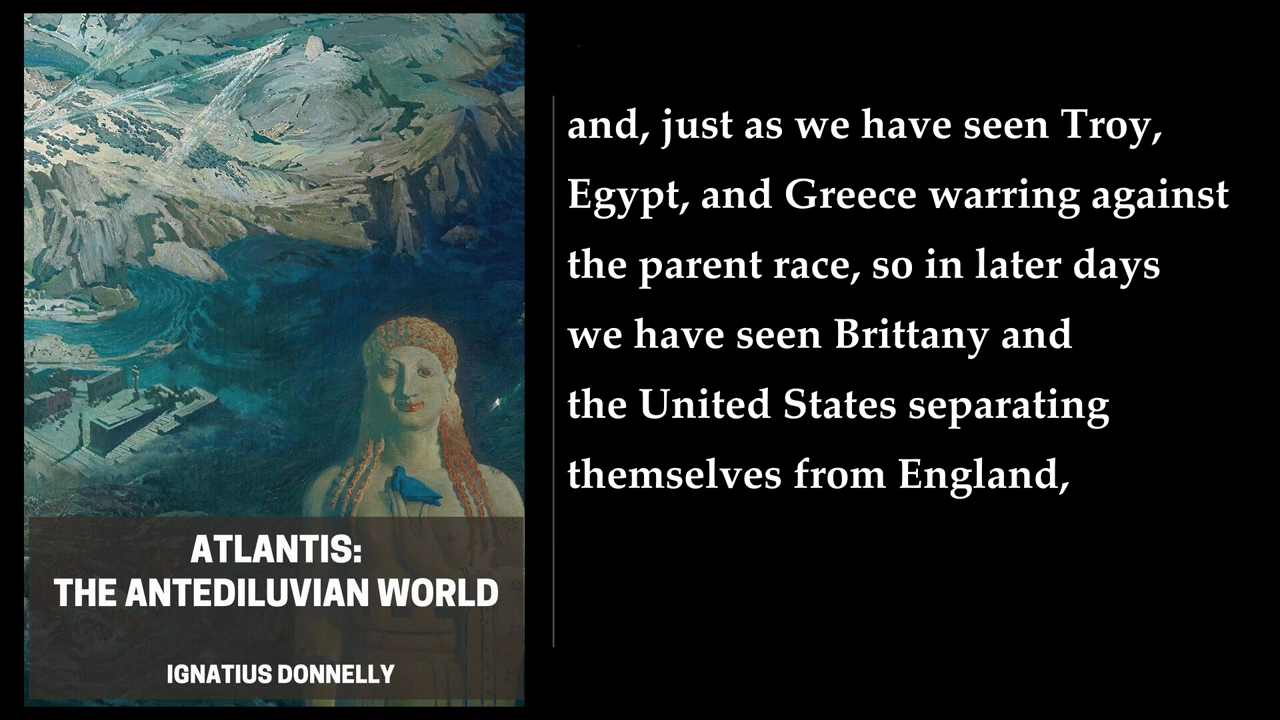 and, just as we have seen Troy,
Egypt, and Greece warring against
the parent race, so in later days
we have seen Brittany and
the United States separating
themselves from England,
ATLANTIS:
THE ANTEDILUVIAN WORLD
IGNATIUS DONNELLY